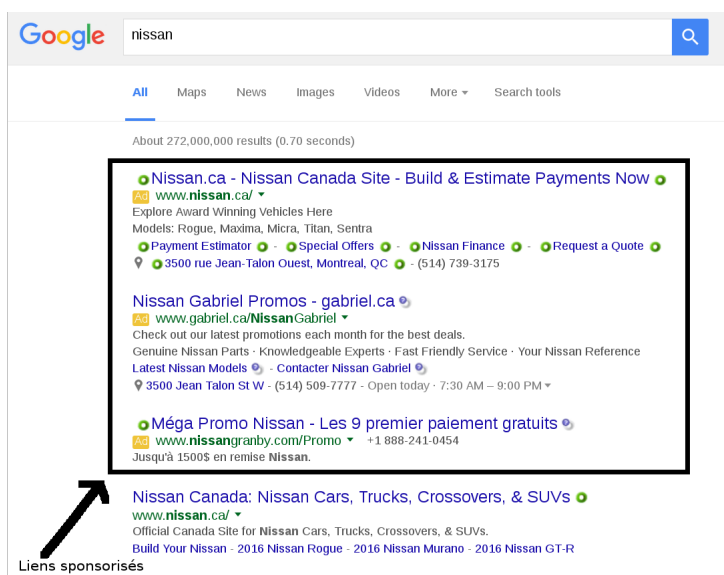 Google
nissan
All Maps News Images Videos More Search tools
About 272,000,000 results (0.70 seconds)
Nissan.ca - Nissan Canada Site - Build & Estimate Payments Now
Ad www.nissan.ca/
Explore Award Winning Vehicles Here
Models: Rogue, Maxima, Micra, Titan, Sentra
Payment Estimator - Special Offers - Nissan Finance - Request a Quote
3500 rue Jean-Talon Ouest, Montreal, QC - (514) 739-3175
Nissan Gabriel Promos - gabriel.ca
Ad www.gabriel.ca/NissanGabriel
Check out our latest promotions each month for the best deals.
Genuine Nissan Parts · Knowledgeable Experts · Fast Friendly Service · Your Nissan Reference
Latest Nissan Models - Contacter Nissan Gabriel
3500 Jean Talon St W - (514) 509-7777 - Open today · 7:30 AM – 9:00 PM
Méga Promo Nissan - Les 9 premier paiement gratuits
Ad www.nissangranby.com/Promo +1 888-241-0454
Jusqu'à 1500$ en remise Nissan.
Nissan Canada: Nissan Cars, Trucks, Crossovers, & SUVs
www.nissan.ca/
Official Canada Site for Nissan Cars, Trucks, Crossovers, & SUVs.
Build Your Nissan - 2016 Nissan Rogue - 2016 Nissan Murano - 2016 Nissan GT-R
Liens sponsorisés